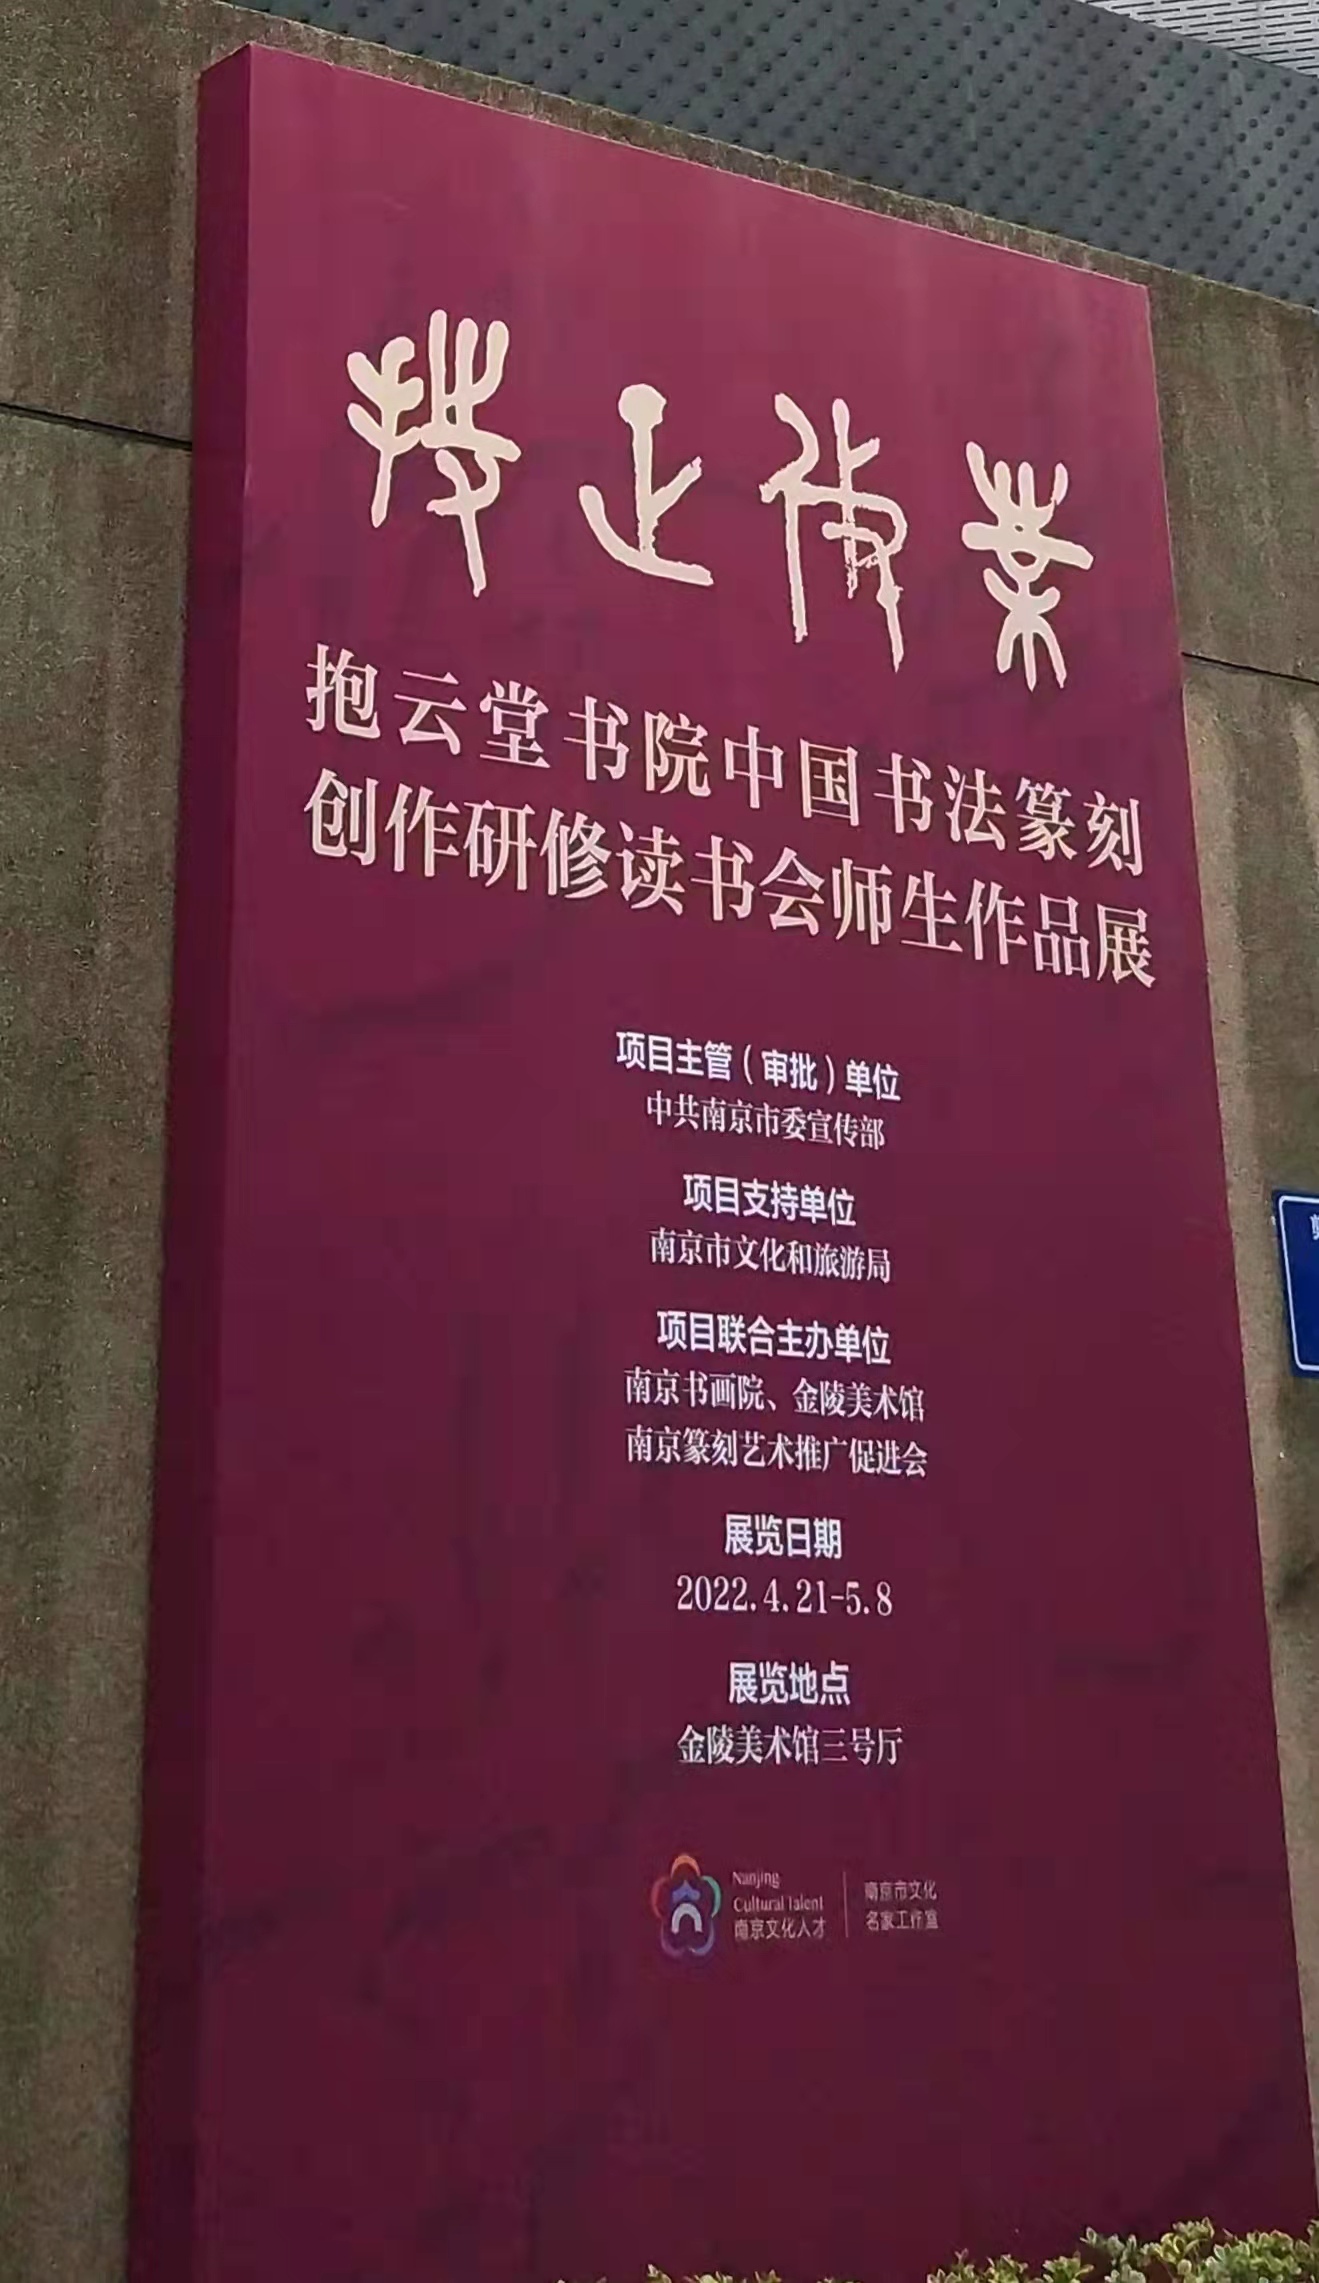 持正修業
抱云堂书院中国书法篆刻
创作研修读书会师生作品展
项目主管（审批）单位
中共南京市委宣传部
项目支持单位
南京市文化和旅游局
项目联合主办单位
南京书画院、金陵美术馆
南京篆刻艺术推广促进会
展览日期
2022.4.21-5.8
展览地点
金陵美术馆三号厅
Nanjing
Cultural Talent
南京文化人才
南京市文化
名家工作室